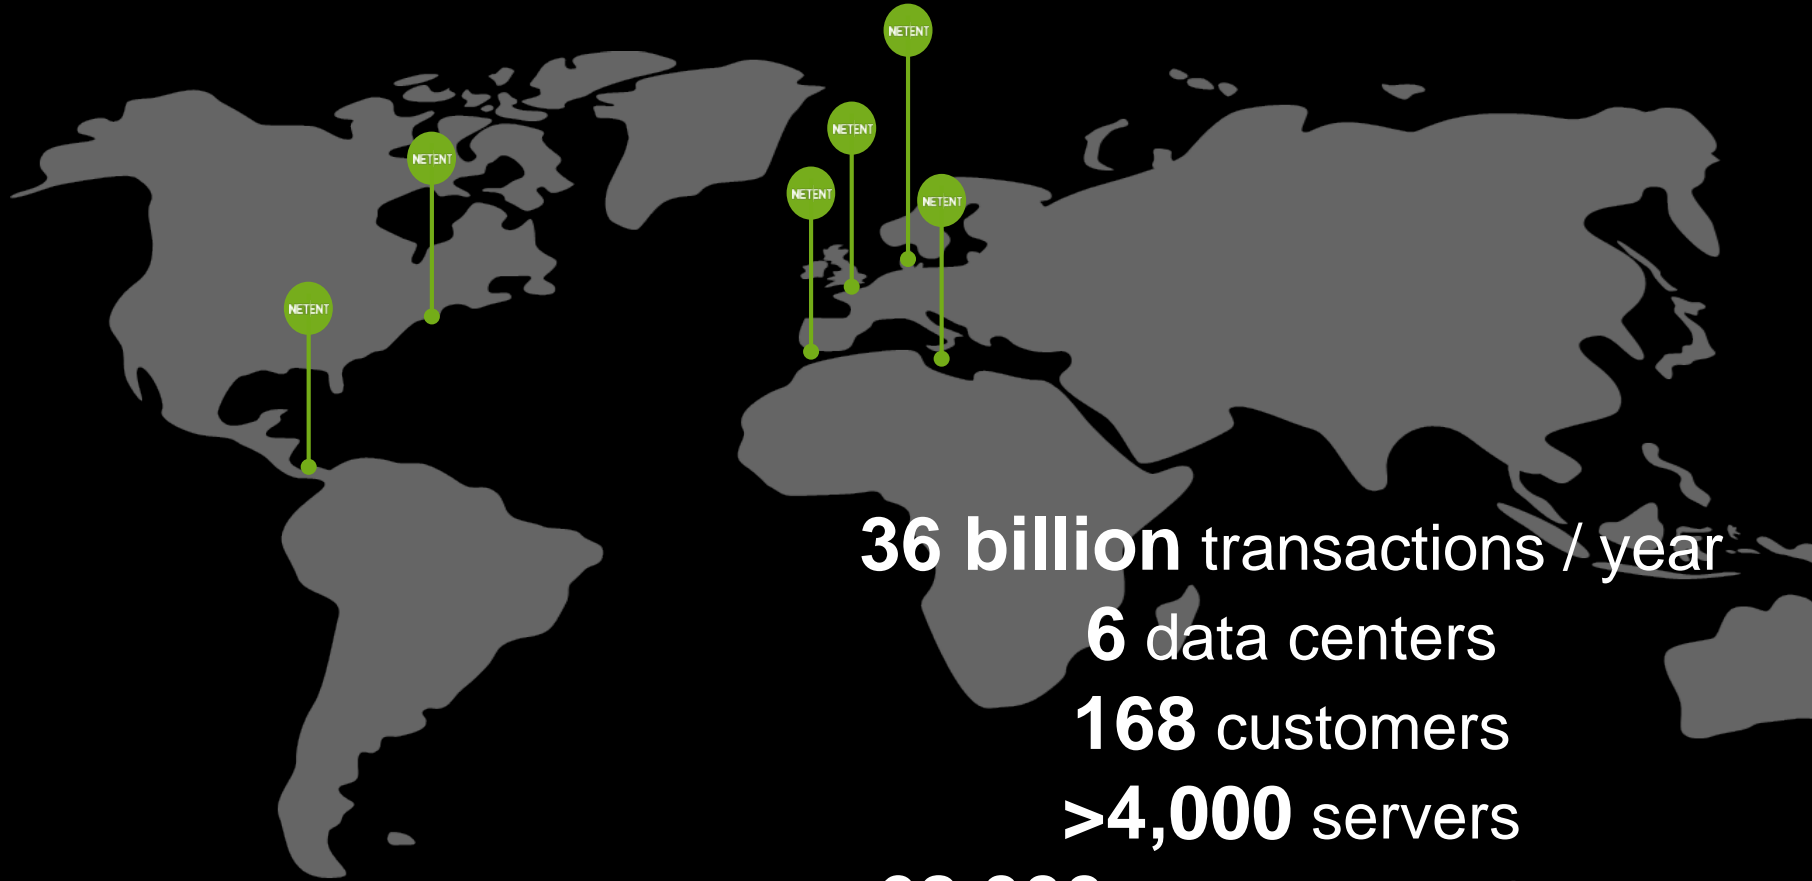 NETENT
NETENT
NETENT
NETENT
NETENT
NETENT
36 billion transactions / year
6 data centers
168 customers
>4,000 servers